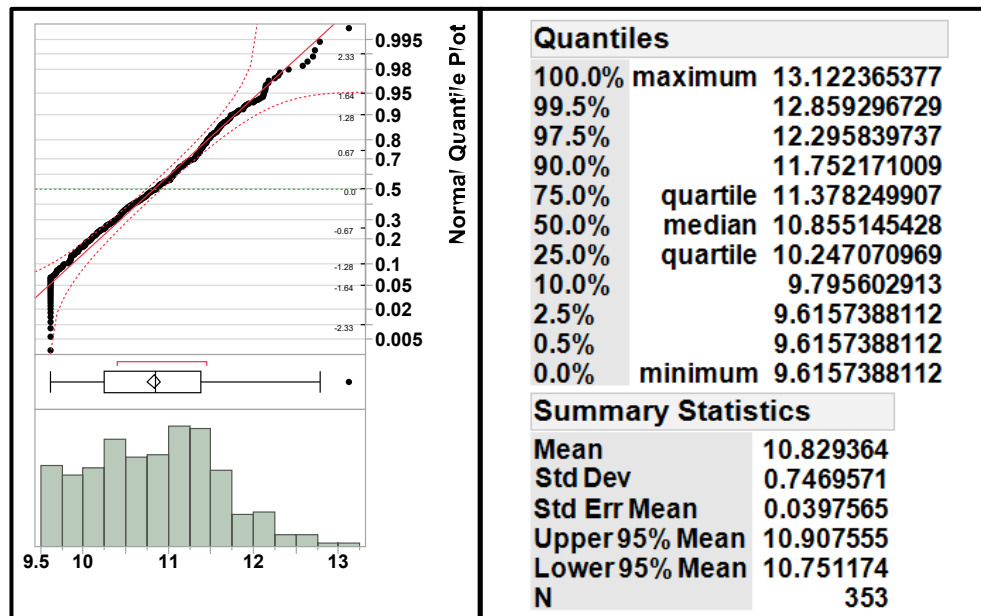 Normal Quantile Plot
0.995
2.33
0.98
0.95
1.64
0.9
1.28
0.8
0.67
0.7
0.5
0.0
0.3
-0.67
0.2
0.1
-1.28
0.05
-1.64
0.02
-2.33
0.005
9.5 10 11 12 13
Quantiles
100.0% maximum 13.122365377
99.5% 12.859296729
97.5% 12.295839737
90.0% 11.752171009
75.0% quartile 11.378249907
50.0% median 10.855145428
25.0% quartile 10.247070969
10.0% 9.795602913
2.5% 9.6157388112
0.5% 9.6157388112
0.0% minimum 9.6157388112
Summary Statistics
Mean 10.829364
Std Dev 0.7469571
Std Err Mean 0.0397565
Upper 95% Mean 10.907555
Lower 95% Mean 10.751174
N 353